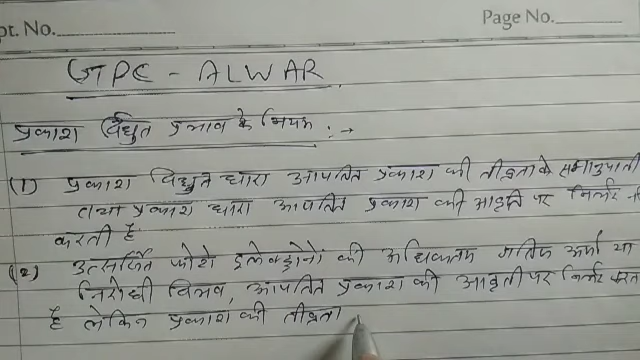 pt. No. Page No.
GPC - ALWAR
प्रकाश विधुत प्रभाव के नियम :→
(1) प्रकाश विधुत धारा आपतित प्रकाश की तीव्रता के समानुपाती
तथा प्रकाश धारा आपतित प्रकाश की आवृति पर निर्भर
करती है
(2) उत्सर्जित फोटो इलेक्ट्रोनों की अधिकतम गतिज ऊर्जा या
निरोधी विभव, आपतित प्रकाश की आवृती पर निर्भर करता
है लेकिन प्रकाश की तीव्रता